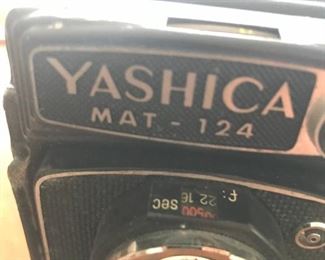 YASHICA
MAT - 124
f: 22 16
500 SEC